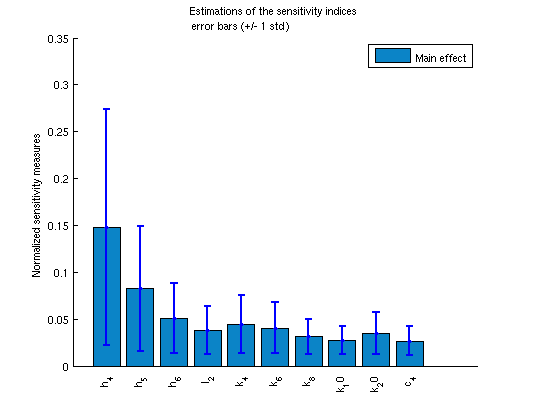 Estimations of the sensitivity indices
error bars (+/- 1 std)
0.35
Main effect
0.3
0.25
0.2
0.15
0.1
0.05
0
Normalized sensitivity measures
h₄ h₅ h₆ l₂ k₄ k₆ k₈ k₁0 k₂0 c₄